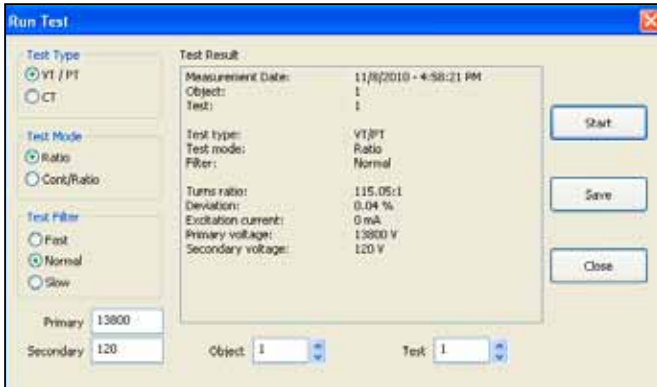 Run Test
Test Type
VT / PT
CT
Test Mode
Ratio
Cont/Ratio
Test Filter
Fast
Normal
Slow
Primary 13800
Secondary 120
Test Result
Measurement Date: 11/8/2010 - 4:58:21 PM
Object: 1
Test: 1
Test type: VT/PT
Test mode: Ratio
Filter: Normal
Turns ratio: 115.05:1
Deviation: 0.04 %
Excitation current: 0 mA
Primary voltage: 13800 V
Secondary voltage: 120 V
Object 1
Test 1
Start
Save
Close